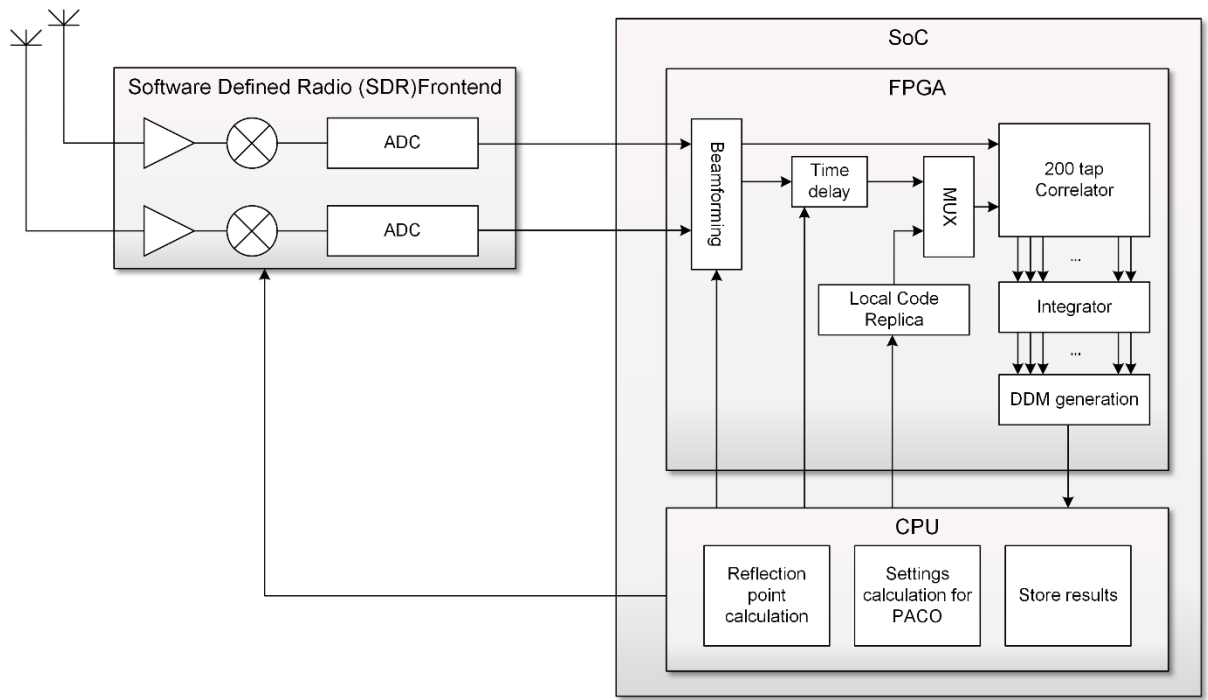 SoC
Software Defined Radio (SDR)Frontend
ADC
ADC
FPGA
Beamforming
Time
delay
MUX
200 tap
Correlator
...
Local Code
Replica
Integrator
...
DDM generation
CPU
Reflection
point
calculation
Settings
calculation for
PACO
Store results